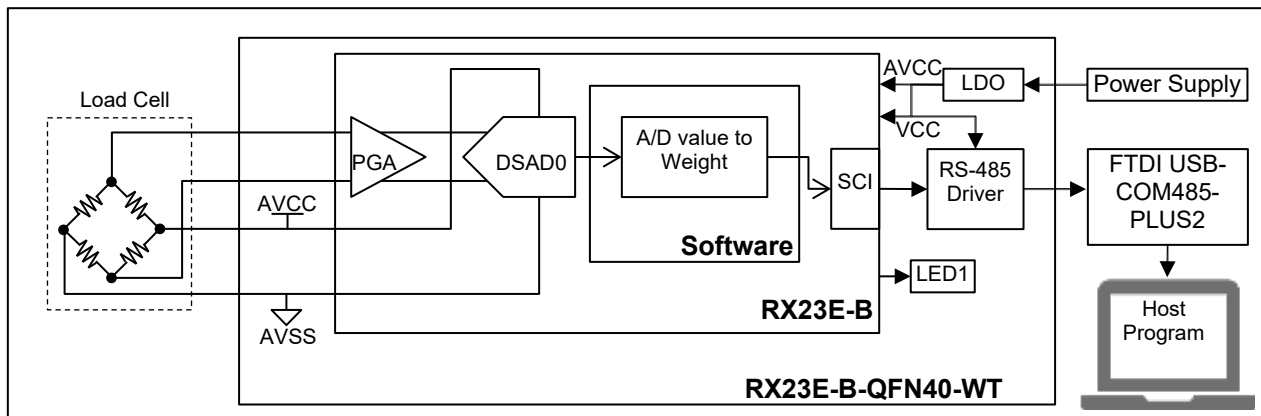 Load Cell
PGA
DSAD0
A/D value to
Weight
SCI
AVCC
VCC
LDO
Power Supply
RS-485
Driver
FTDI USB-
COM485-
PLUS2
AVCC
Software
LED1
AVSS
RX23E-B
Host
Program
RX23E-B-QFN40-WT